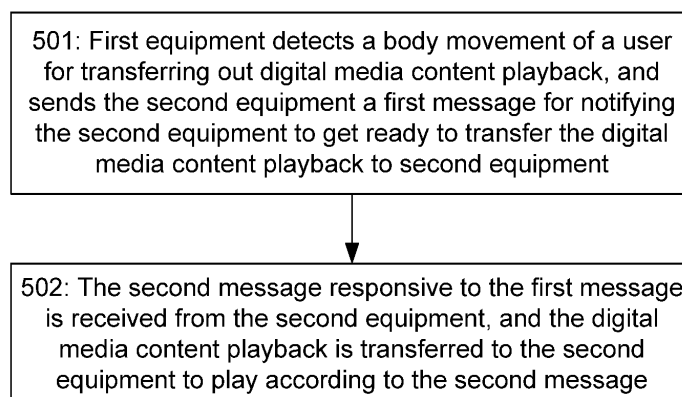 501: First equipment detects a body movement of a user
for transferring out digital media content playback, and
sends the second equipment a first message for notifying
the second equipment to get ready to transfer the digital
media content playback to second equipment
502: The second message responsive to the first message
is received from the second equipment, and the digital
media content playback is transferred to the second
equipment to play according to the second message